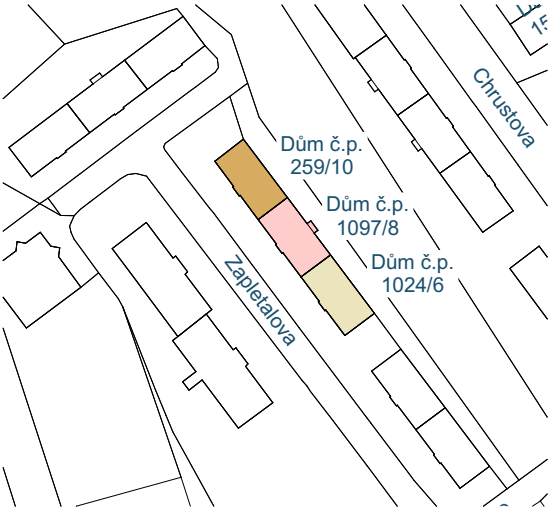 Chrustova
Dům č.p.
259/10
Dům č.p.
1097/8
Dům č.p.
1024/6
Zapletalova